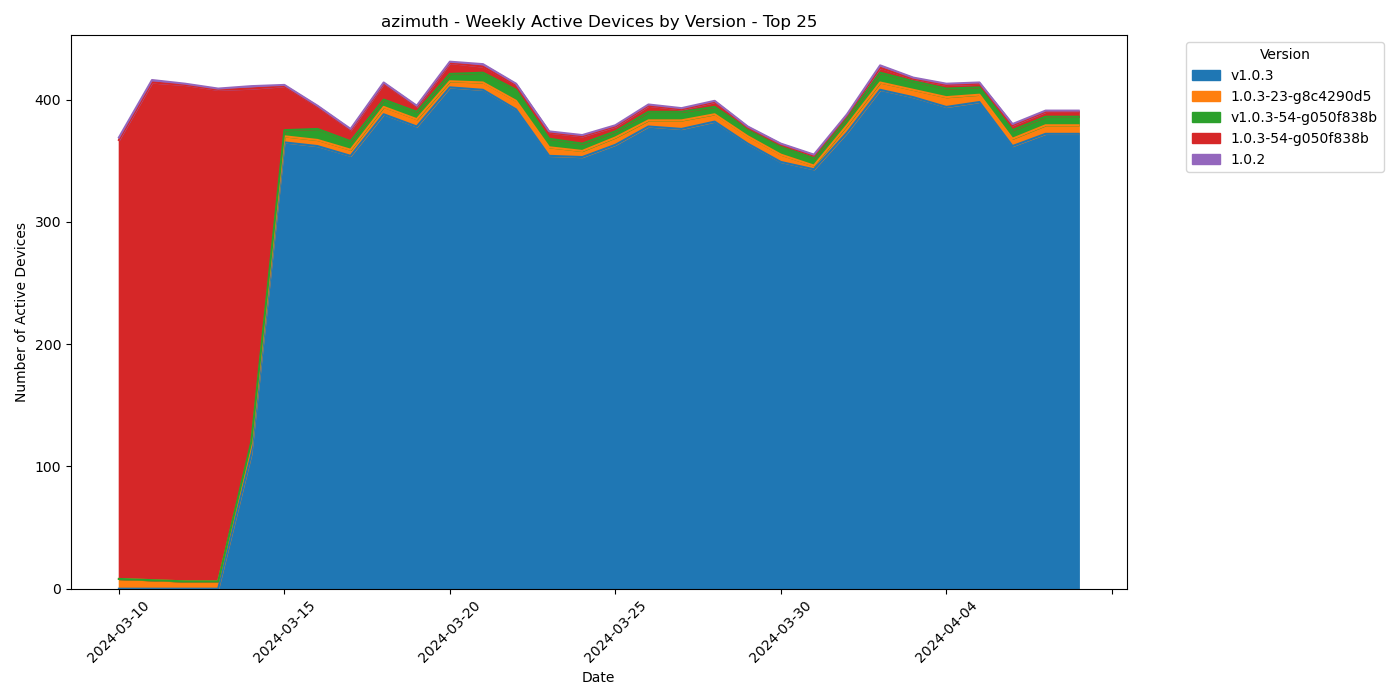 azimuth - Weekly Active Devices by Version - Top 25
Number of Active Devices
400
300
200
100
0
2024-03-10
2024-03-15
2024-03-20
2024-03-25
2024-03-30
2024-04-04
Date
Version
v1.0.3
1.0.3-23-g8c4290d5
v1.0.3-54-g050f838b
1.0.3-54-g050f838b
1.0.2